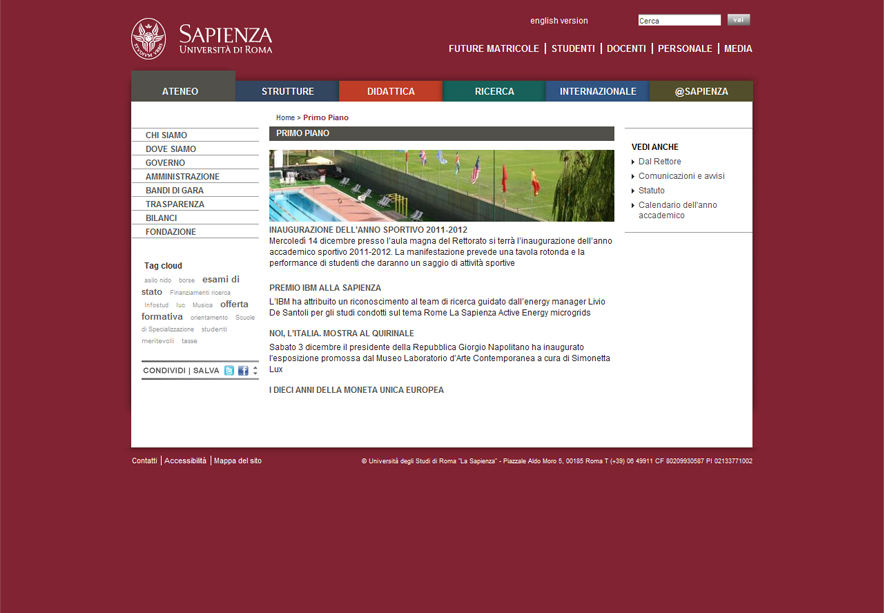 SAPIENZA
UNIVERSITÀ DI ROMA
english version
Cerca
vai
FUTURE MATRICOLE | STUDENTI | DOCENTI | PERSONALE | MEDIA
ATENEO
STRUTTURE
DIDATTICA
RICERCA
INTERNAZIONALE
@SAPIENZA
CHI SIAMO
DOVE SIAMO
GOVERNO
AMMINISTRAZIONE
BANDI DI GARA
TRASPARENZA
BILANCI
FONDAZIONE
Tag cloud
asilo nido borse esami di
stato Finanziamenti ricerca
Infostud Iuo Musica offerta
formativa orientamento Scuole
di Specializzazione studenti
meritevoli tasse
CONDIVIDI | SALVA
Home > Primo Piano
PRIMO PIANO
INAUGURAZIONE DELL'ANNO SPORTIVO 2011-2012
Mercoledì 14 dicembre presso l'aula magna del Rettorato si terrà l'inaugurazione dell'anno
accademico sportivo 2011-2012. La manifestazione prevede una tavola rotonda e la
performance di studenti che daranno un saggio di attività sportive
PREMIO IBM ALLA SAPIENZA
L'IBM ha attribuito un riconoscimento al team di ricerca guidato dall'energy manager Livio
De Santoli per gli studi condotti sul tema Rome La Sapienza Active Energy microgrids
NOI, L'ITALIA. MOSTRA AL QUIRINALE
Sabato 3 dicembre il presidente della Repubblica Giorgio Napolitano ha inaugurato
l'esposizione promossa dal Museo Laboratorio d'Arte Contemporanea a cura di Simonetta
Lux
I DIECI ANNI DELLA MONETA UNICA EUROPEA
VEDI ANCHE
Dal Rettore
Comunicazioni e avvisi
Statuto
Calendario dell'anno
accademico
Contatti | Accessibilità | Mappa del sito
© Università degli Studi di Roma "La Sapienza" - Piazzale Aldo Moro 5, 00185 Roma T (+39) 06 49911 CF 80209930587 PI 02133771002